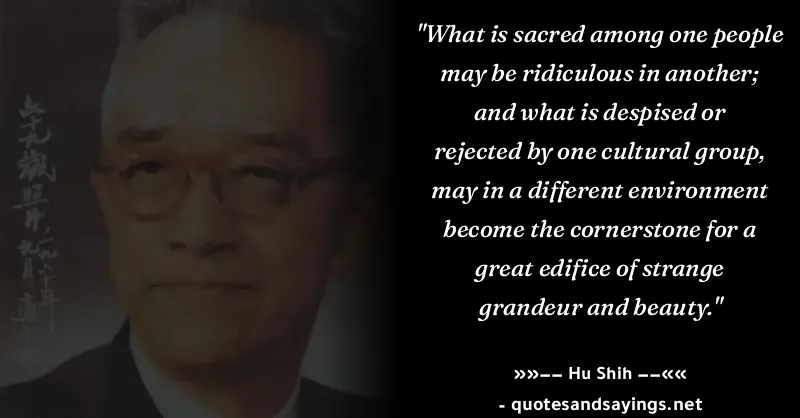 "What is sacred among one people
may be ridiculous in another;
and what is despised or
rejected by one cultural group,
may in a different environment
become the cornerstone for a
great edifice of strange
grandeur and beauty."
»»—— Hu Shih ——««
- quotesandsayings.net